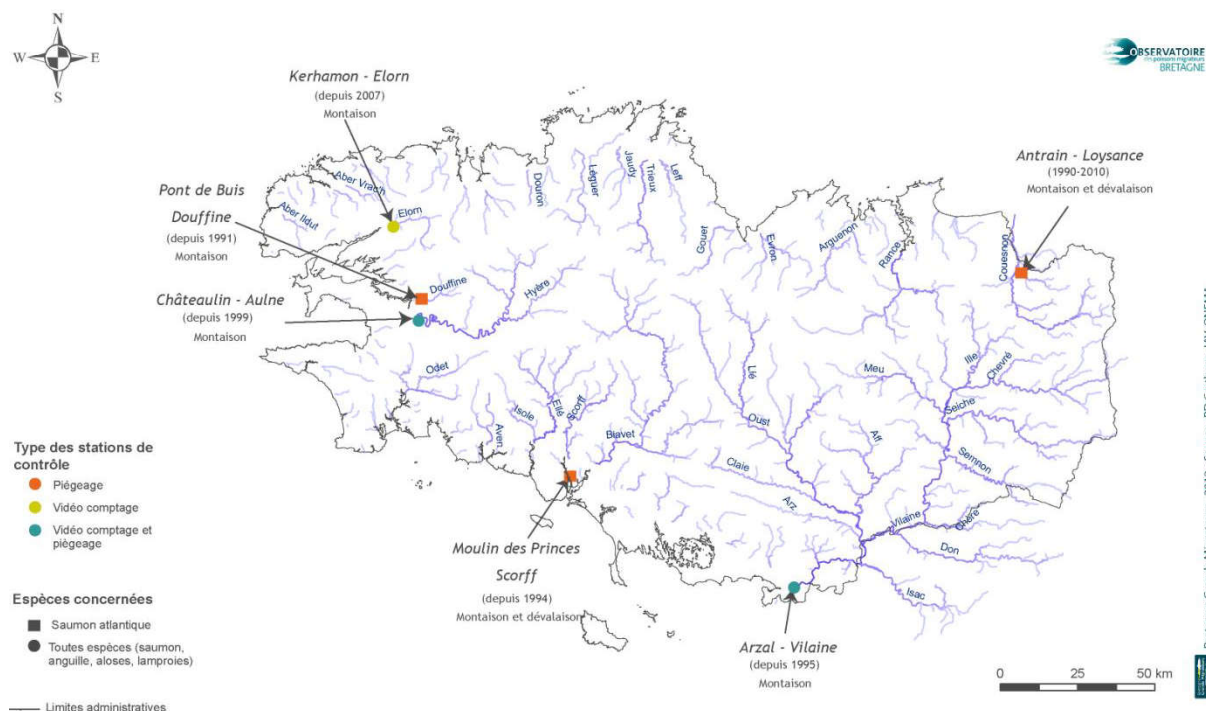 N
W E
S
OBSERVATOIRE
des poissons migrateurs
BRETAGNE
Kerhamon - Elorn
(depuis 2007)
Montaison
Antrain - Loysance
(1990-2010)
Montaison et dévalaison
Pont de Buis
Douffine
(depuis 1991)
Montaison
Châteaulin - Aulne
(depuis 1999)
Montaison
Aber Vrac'h
Aber Ildut
Elorn
Douron
Léguer
Jaudy
Trieux
Leff
Gouet
Evron
Arguenon
Rance
Couesnon
Douffine
Hyère
Odet
Aven
Isole
Ellé
Scorff
Blavet
Lié
Oust
Claie
Arz
Aff
Meu
Ille
Chevré
Seiche
Semnon
Vilaine
Chère
Don
Isac
Moulin des Princes
Scorff
(depuis 1994)
Montaison et dévalaison
Arzal - Vilaine
(depuis 1995)
Montaison
Type des stations de
contrôle
Piégeage
Vidéo comptage
Vidéo comptage et
piégeage
Espèces concernées
Saumon atlantique
Toutes espèces (saumon,
anguille, aloses, lamproies)
Limites administratives
0 25 50 km